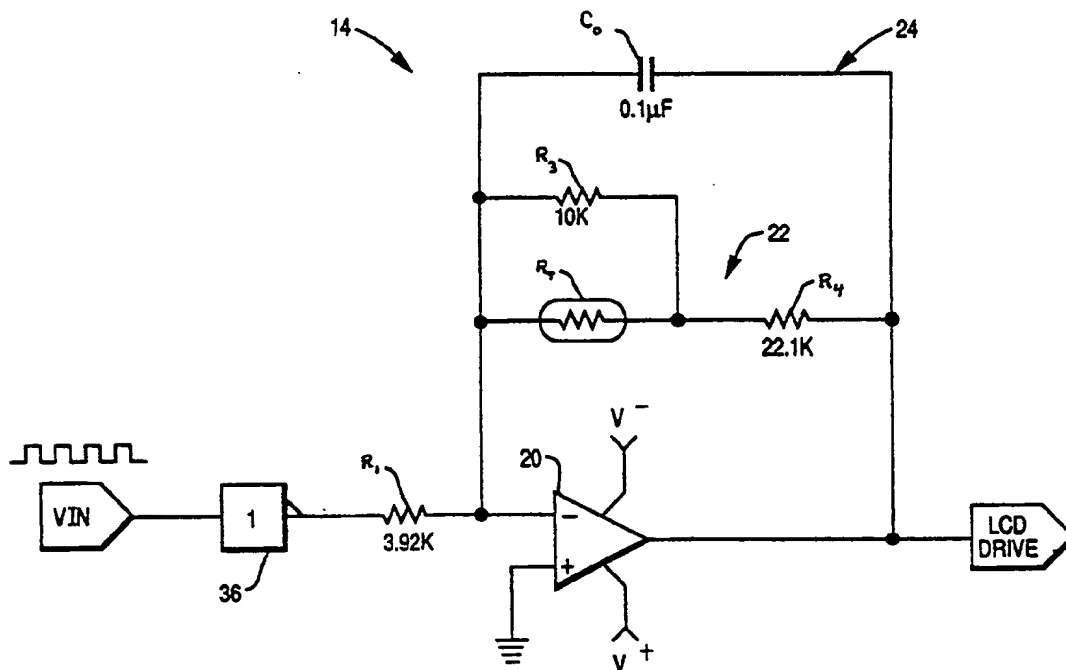 14
C₀
24
0.1µF
R₃
10K
22
R_T
R₄
22.1K
V⁻
20
R₁
VIN
1
−
3.92K
+
LCD
DRIVE
36
V⁺